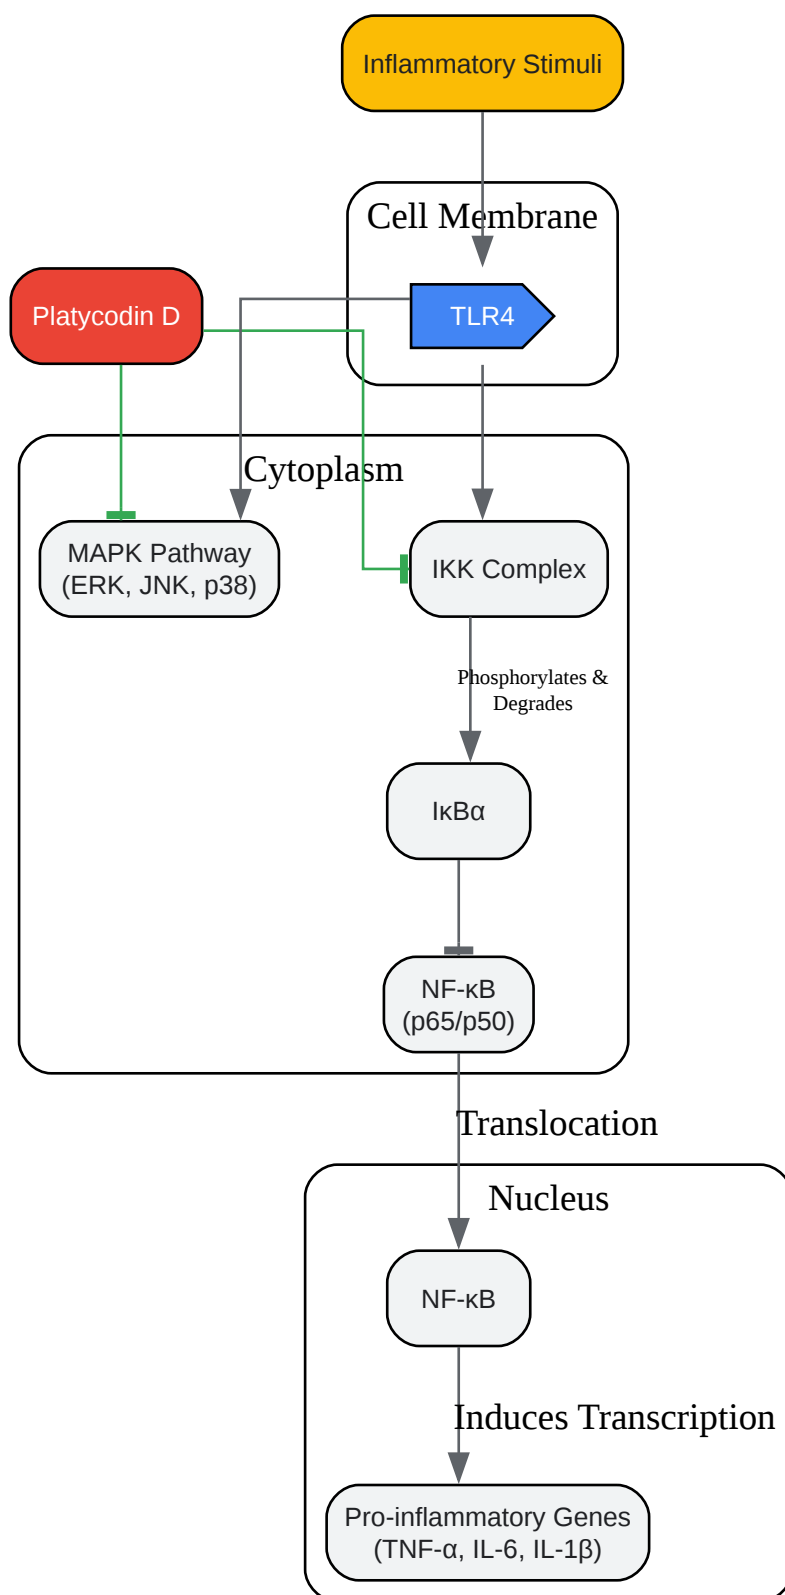 Inflammatory Stimuli
Cell Membrane
Platycodin D
TLR4
Cytoplasm
MAPK Pathway
(ERK, JNK, p38)
IKK Complex
Phosphorylates &
Degrades
IκBα
NF-κB
(p65/p50)
Translocation
Nucleus
NF-κB
Induces Transcription
Pro-inflammatory Genes
(TNF-α, IL-6, IL-1β)